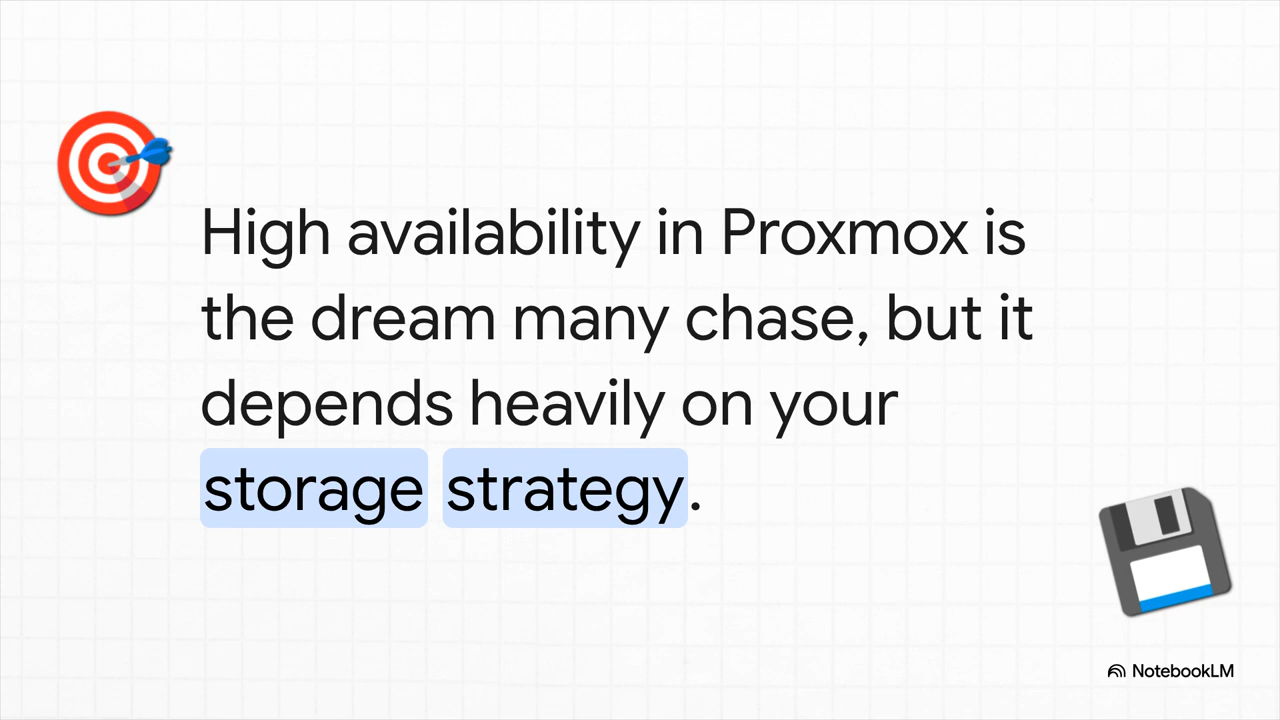 High availability in Proxmox is
the dream many chase, but it
depends heavily on your
storage strategy.
NotebookLM